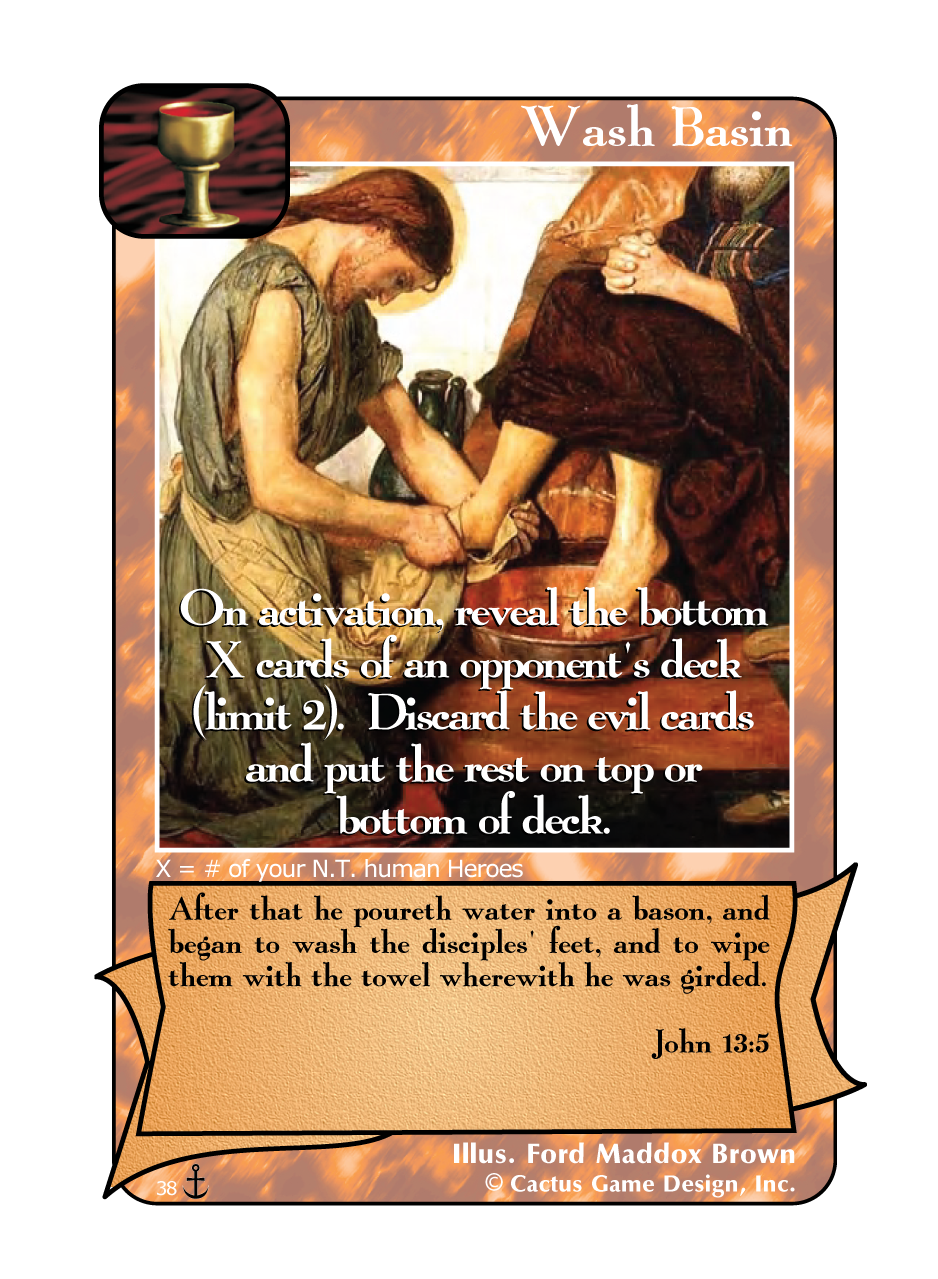 Wash Basin
On activation, reveal the bottom
X cards of an opponent's deck
(limit 2).  Discard the evil cards
and put the rest on top or
bottom of deck.
X = # of your N.T. human Heroes
After that he poureth water into a bason, and
began to wash the disciples' feet, and to wipe
them with the towel wherewith he was girded.
John 13:5
Illus. Ford Maddox Brown
38
© Cactus Game Design, Inc.